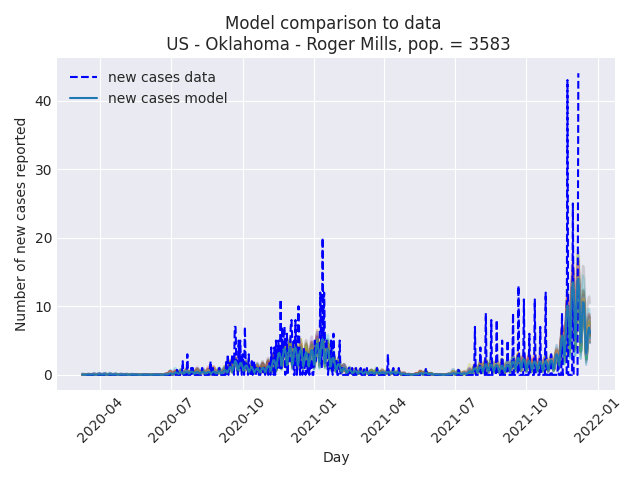 Model comparison to data
US - Oklahoma - Roger Mills, pop. = 3583
new cases data
new cases model
Number of new cases reported
40
30
20
10
0
2020-04
2020-07
2020-10
2021-01
2021-04
2021-07
2021-10
2022-01
Day